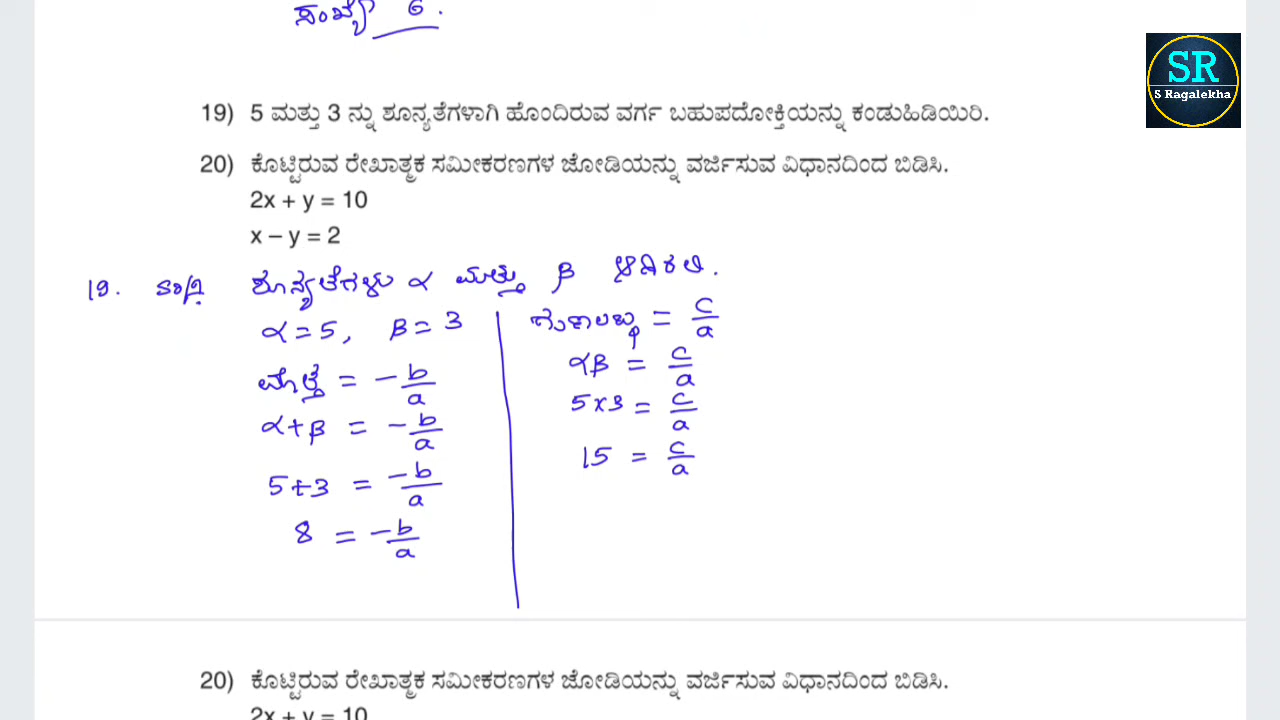 ಸಂಖ್ಯೆ 6.
SR
S Ragalekha
19) 5 ಮತ್ತು 3 ನ್ನು ಶೂನ್ಯತೆಗಳಾಗಿ ಹೊಂದಿರುವ ವರ್ಗ ಬಹುಪದೋಕ್ತಿಯನ್ನು ಕಂಡುಹಿಡಿಯಿರಿ.
20) ಕೊಟ್ಟಿರುವ ರೇಖಾತ್ಮಕ ಸಮೀಕರಣಗಳ ಜೋಡಿಯನ್ನು ವರ್ಜಿಸುವ ವಿಧಾನದಿಂದ ಬಿಡಿಸಿ.
2x + y = 10
x – y = 2
19. ಶೂನ್ಯತೆಗಳು α ಮತ್ತು β ಆಗಿರಲಿ.
α = 5, β = 3
ಮೊತ್ತ = -b/a
α+β = -b/a
5+3 = -b/a
8 = -b/a
ಗುಣಲಬ್ಧ = c/a
αβ = c/a
5×3 = c/a
15 = c/a
20) ಕೊಟ್ಟಿರುವ ರೇಖಾತ್ಮಕ ಸಮೀಕರಣಗಳ ಜೋಡಿಯನ್ನು ವರ್ಜಿಸುವ ವಿಧಾನದಿಂದ ಬಿಡಿಸಿ.
2x + y = 10